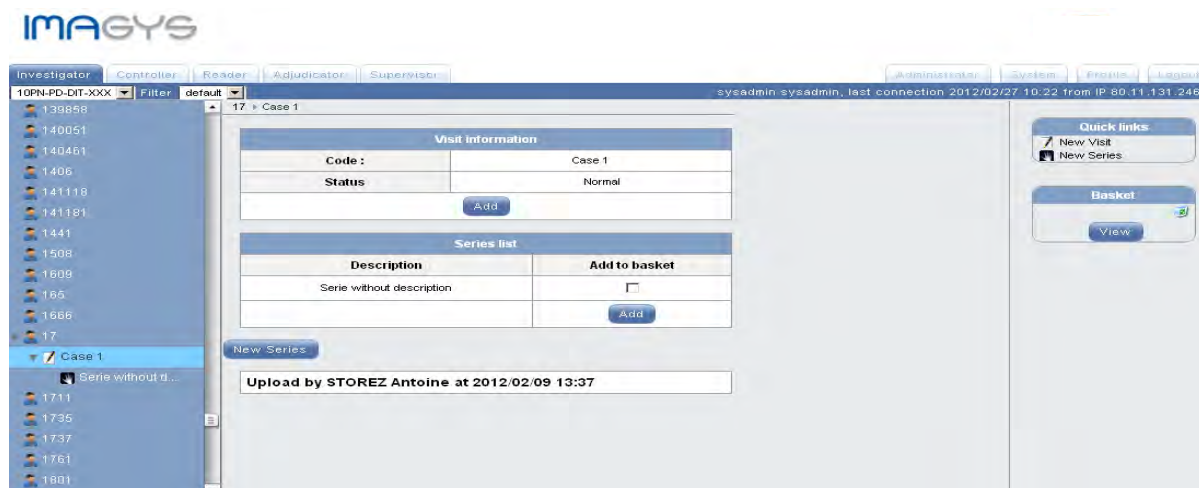 IMAGYS
Investigator Controller Reader Adjudicator Supervisor Administrator System Profile Logout
10PN-PD-DIT-XXX Filter default sysadmin sysadmin, last connection 2012/02/27 10:22 from IP 80.11.131.246
17 Case 1
139858
140051
140461
1406
141118
141181
1441
1508
1609
165
1666
17
Case 1
Serie without d...
1711
1735
1737
1761
1801
Visit Information
Code : Case 1
Status Normal
Add
Series list
Description Add to basket
Serie without description
Add
New Series
Upload by STOREZ Antoine at 2012/02/09 13:37
Quick links
New Visit
New Series
Basket
View